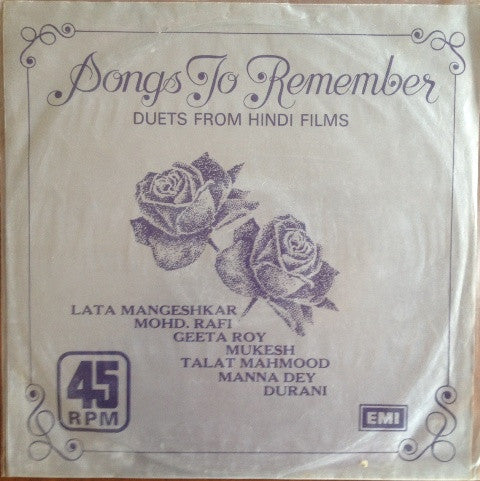 Songs To Remember
DUETS FROM HINDI FILMS
LATA MANGESHKAR
MOHD. RAFI
GEETA ROY
MUKESH
TALAT MAHMOOD
MANNA DEY
DURANI
45
RPM
EMI